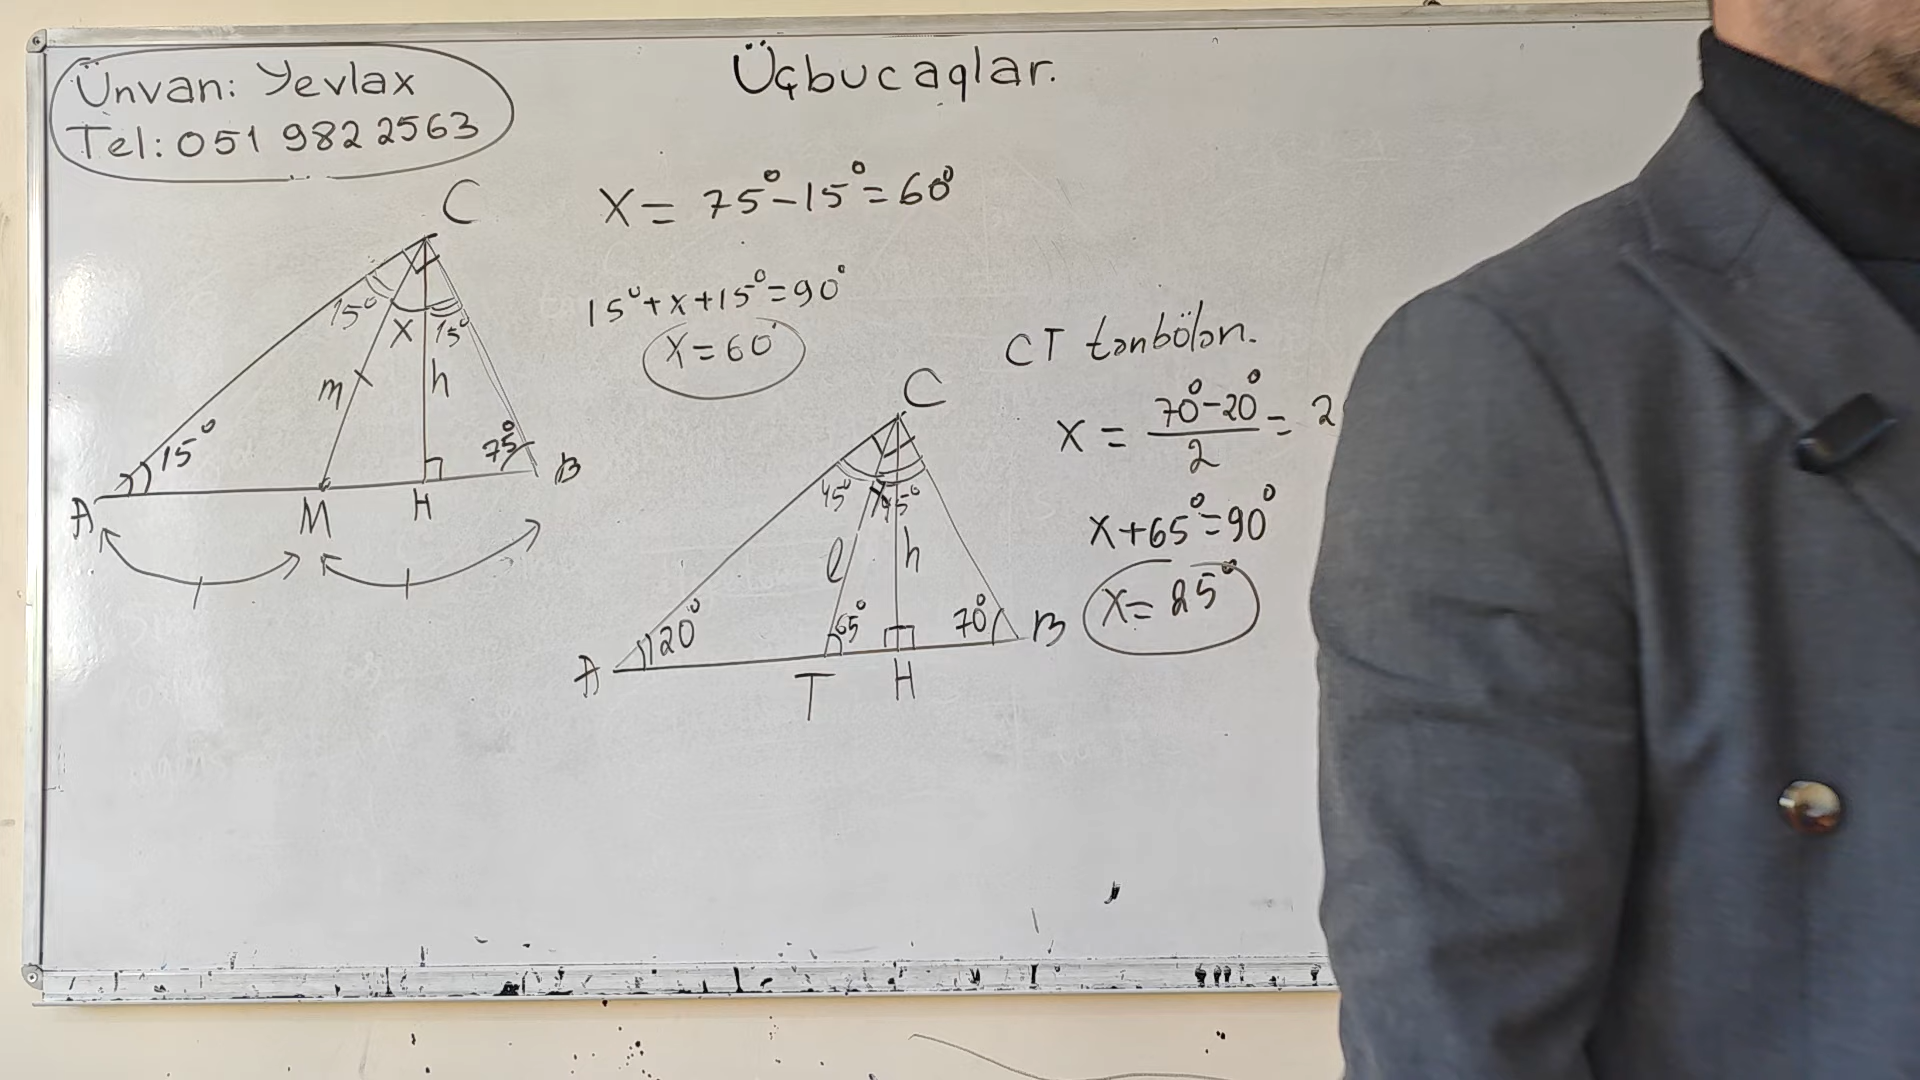 Ünvan: Yevlax
Tel: 051 982 2563
Üçbucaqlar.
C
15° X 15°
m h
15° 75°
A M H B
X = 75° - 15° = 60°
15° + x + 15° = 90°
X = 60°
C
45° X 45°
l h
20° 65° 70°
A T H B
CT tənbölən.
X = 70° - 20° / 2 = 2
X + 65° = 90°
X = 25°